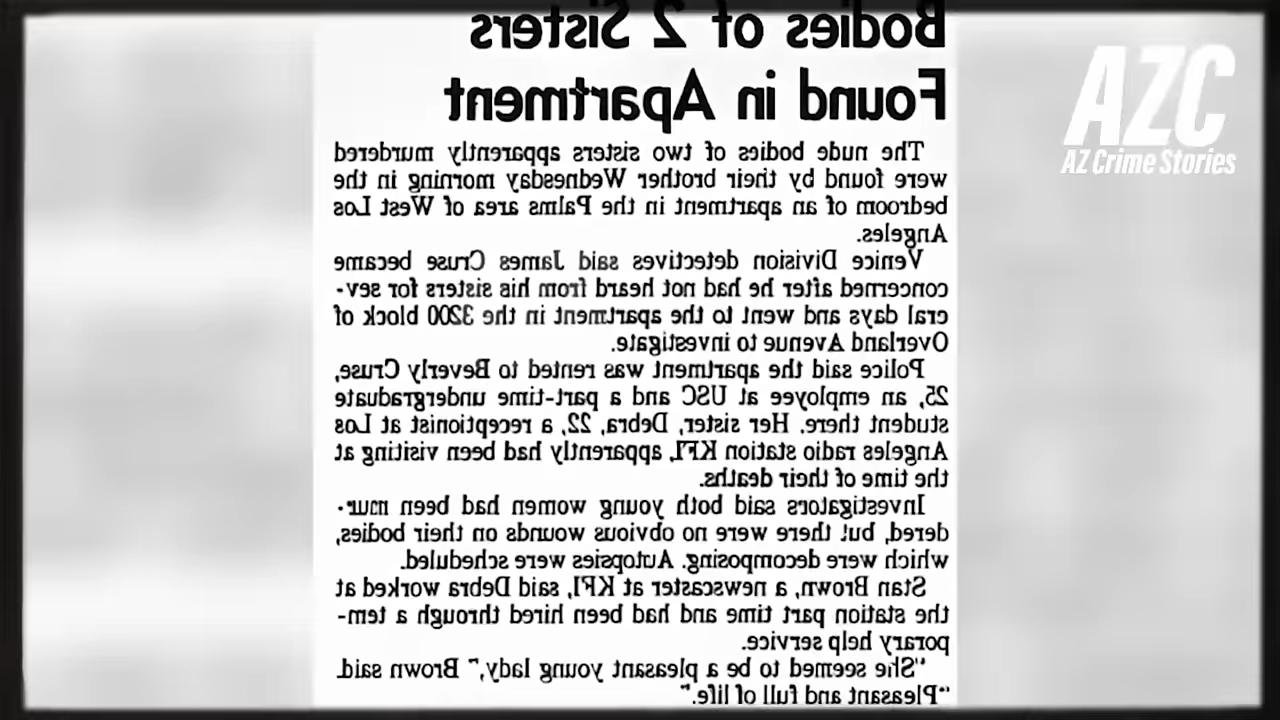 Bodies of 2 Sisters
Found in Apartment
The nude bodies of two sisters apparently murdered
were found by their brother Wednesday morning in the
bedroom of an apartment in the Palms area of West Los
Angeles.
Venice Division detectives said James Cruse became
concerned after he had not heard from his sisters for sev-
eral days and went to the apartment in the 3200 block of
Overland Avenue to investigate.
Police said the apartment was rented to Beverly Cruse,
25, an employee at USC and a part-time undergraduate
student there. Her sister, Debra, 22, a receptionist at Los
Angeles radio station KFI, apparently had been visiting at
the time of their deaths.
Investigators said both young women had been mur-
dered, but there were no obvious wounds on their bodies,
which were decomposing. Autopsies were scheduled.
Stan Brown, a newscaster at KFI, said Debra worked at
the station part time and had been hired through a tem-
porary help service.
"She seemed to be a pleasant young lady," Brown said.
"Pleasant and full of life."
AZC
AZ Crime Stories